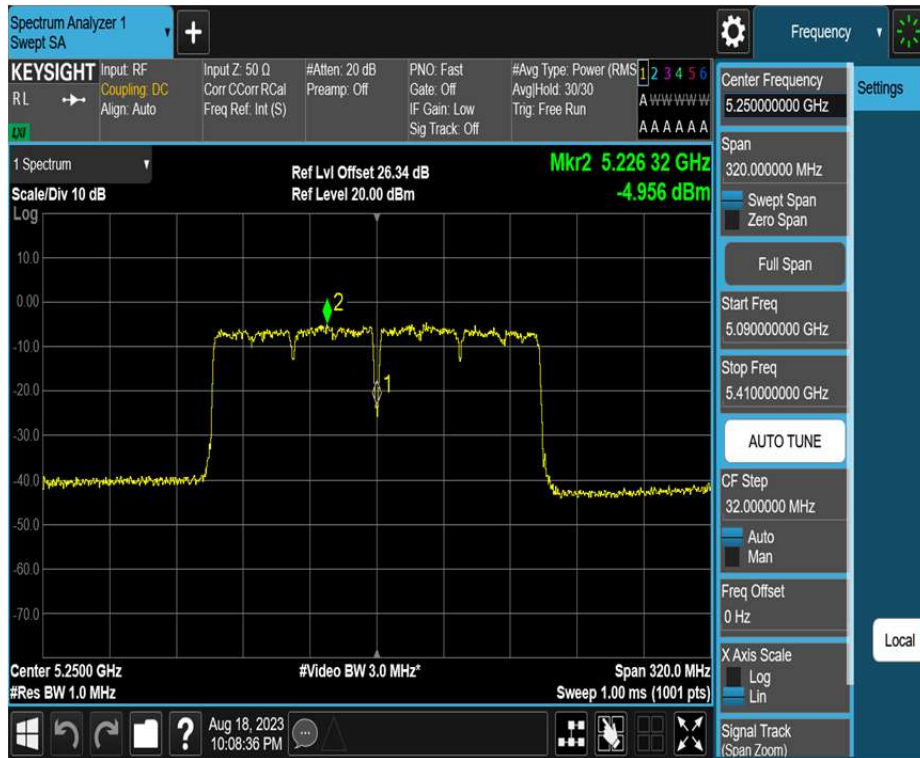 Spectrum Analyzer 1
Swept SA
Frequency
KEYSIGHT
R L
LXI
Input: RF
Coupling: DC
Align: Auto
Input Z: 50 Ω
Corr CCorr RCal
Freq Ref: Int (S)
#Atten: 20 dB
Preamp: Off
PNO: Fast
Gate: Off
IF Gain: Low
Sig Track: Off
#Avg Type: Power (RMS
Avg|Hold: 30/30
Trig: Free Run
1 2 3 4 5 6
A W W W W W
A A A A A A
1 Spectrum
Scale/Div 10 dB
Log
Ref Lvl Offset 26.34 dB
Ref Level 20.00 dBm
Mkr2 5.226 32 GHz
-4.956 dBm
10.0
0.00
-10.0
-20.0
-30.0
-40.0
-50.0
-60.0
-70.0
2
1
Center 5.2500 GHz
#Res BW 1.0 MHz
#Video BW 3.0 MHz*
Span 320.0 MHz
Sweep 1.00 ms (1001 pts)
?
Aug 18, 2023
10:08:36 PM
Center Frequency
5.250000000 GHz
Span
320.000000 MHz
Swept Span
Zero Span
Full Span
Start Freq
5.090000000 GHz
Stop Freq
5.410000000 GHz
AUTO TUNE
CF Step
32.000000 MHz
Auto
Man
Freq Offset
0 Hz
X Axis Scale
Log
Lin
Signal Track
(Span Zoom)
Settings
Local